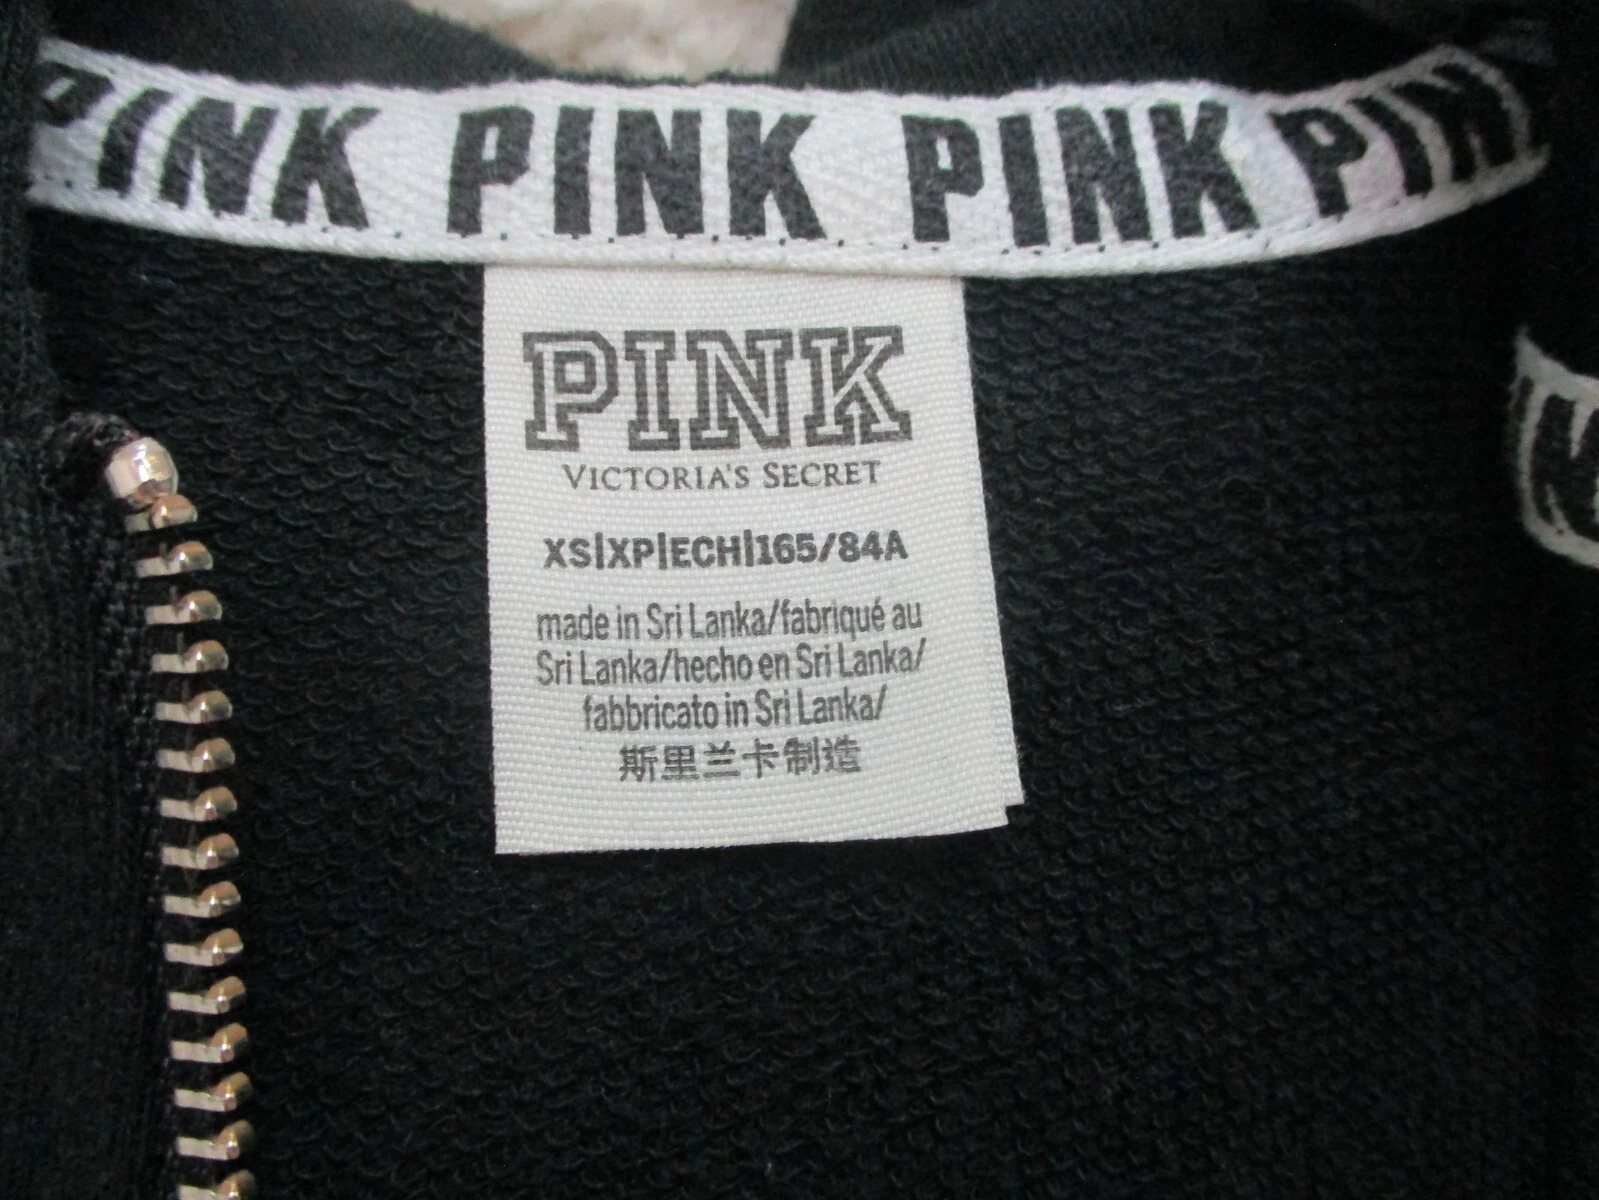 PINK PINK PINK PIN
PINK
VICTORIA'S SECRET
XS|XP|ECH|165/84A
made in Sri Lanka/fabriqué au
Sri Lanka/hecho en Sri Lanka/
fabbricato in Sri Lanka/
斯里兰卡制造